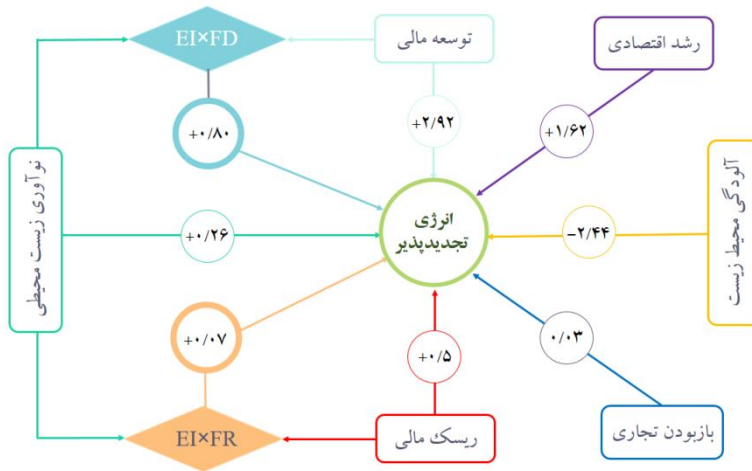 رشد اقتصادی
توسعه مالی
EI×FD
+۱/۶۲
+۲/۹۲
+۰/۸۰
آلودگی محیط زیست
−۲/۴۴
انرژی
تجدیدپذیر
+۰/۲۶
نوآوری زیست محیطی
۰/۰۳
+۰/۵
+۰/۰۷
بازبودن تجاری
ریسک مالی
EI×FR